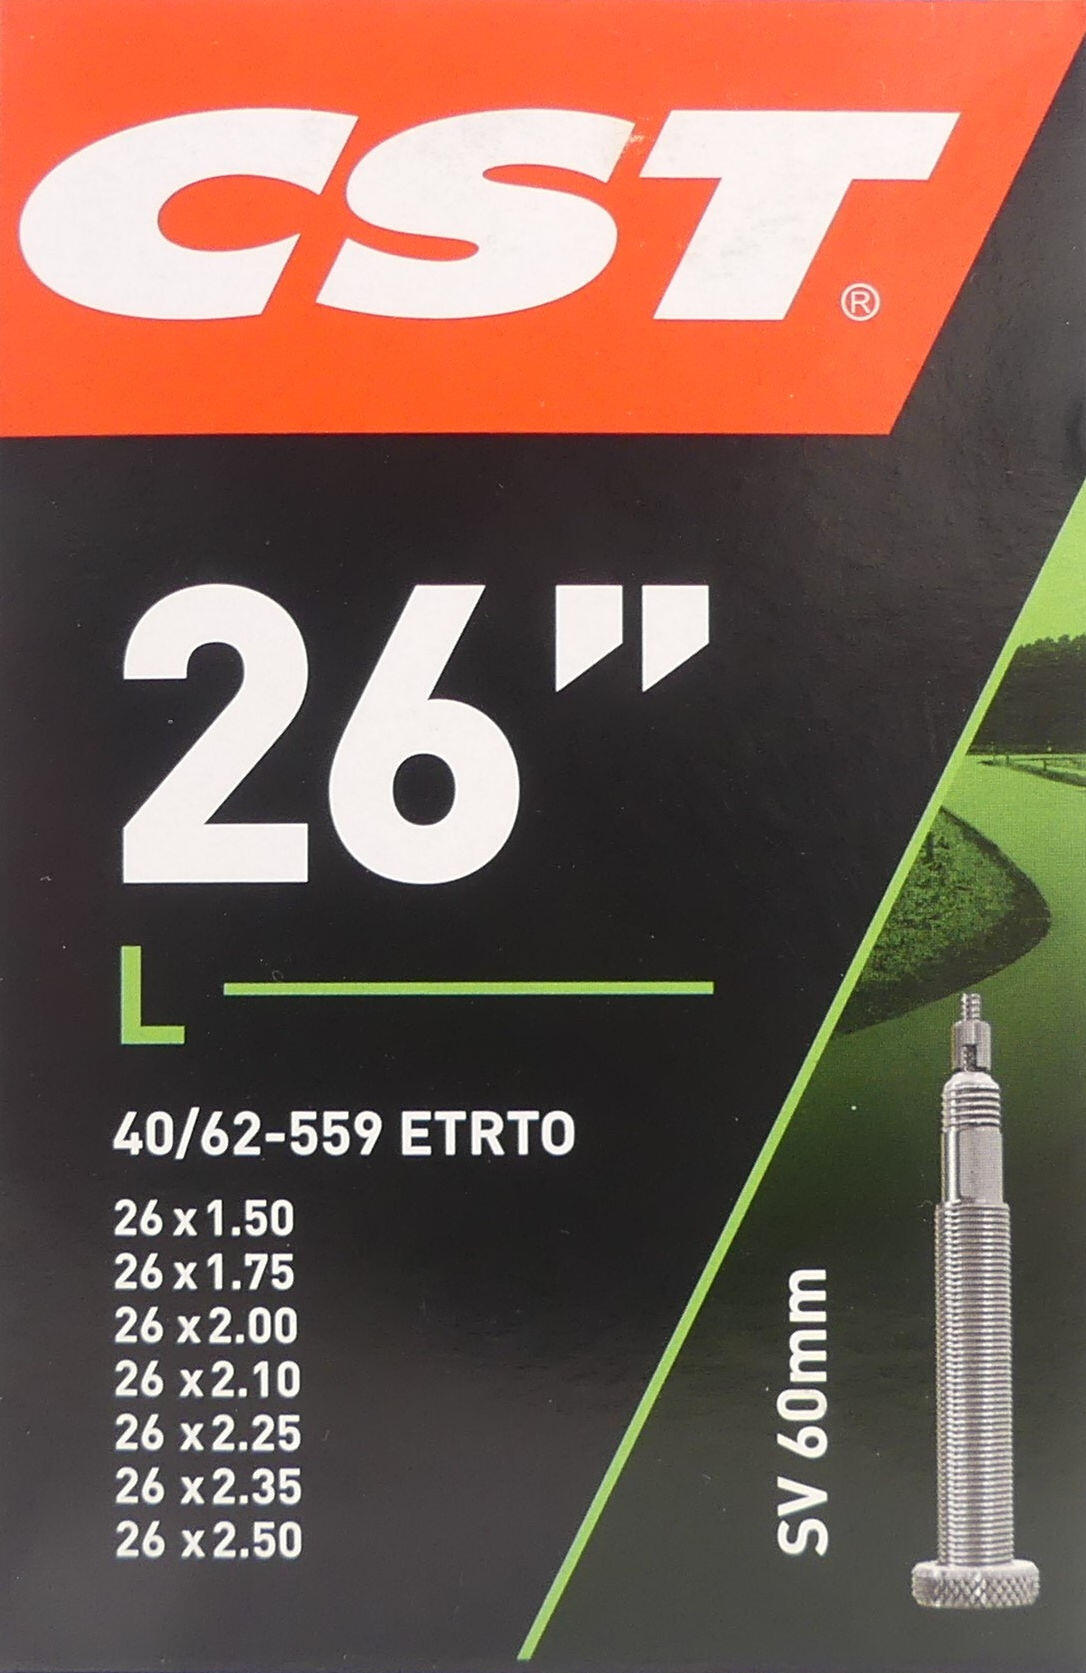 CST®
26”
L
40/62-559 ETRTO
26 x 1.50
26 x 1.75
26 x 2.00
26 x 2.10
26 x 2.25
26 x 2.35
26 x 2.50
SV 60mm